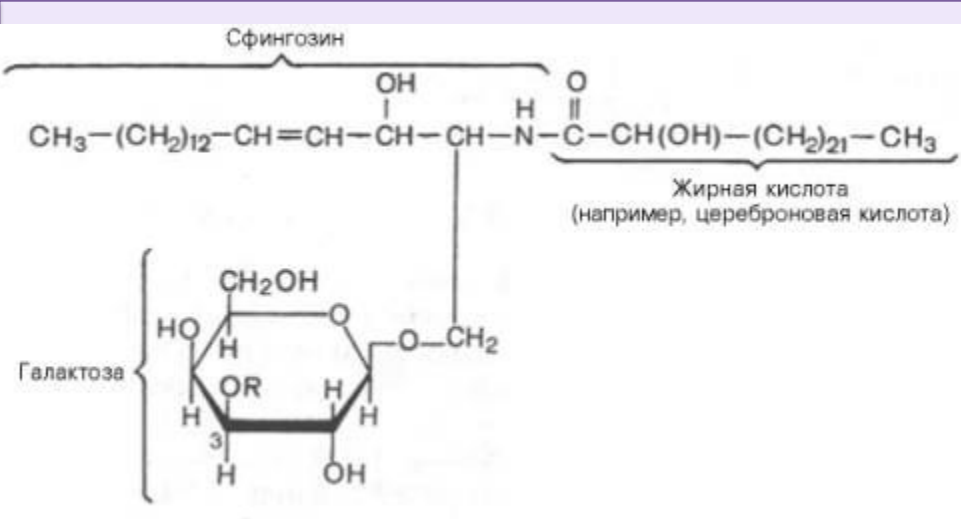 Сфингозин
OH
H
O
CH₃—(CH₂)₁₂—CH=CH—CH—CH—N—C—CH(OH)—(CH₂)₂₁—CH₃
Жирная кислота
(например, цереброновая кислота)
CH₂OH
O
HO
H
O
CH₂
Галактоза
OR
H
H
H
3
H
OH